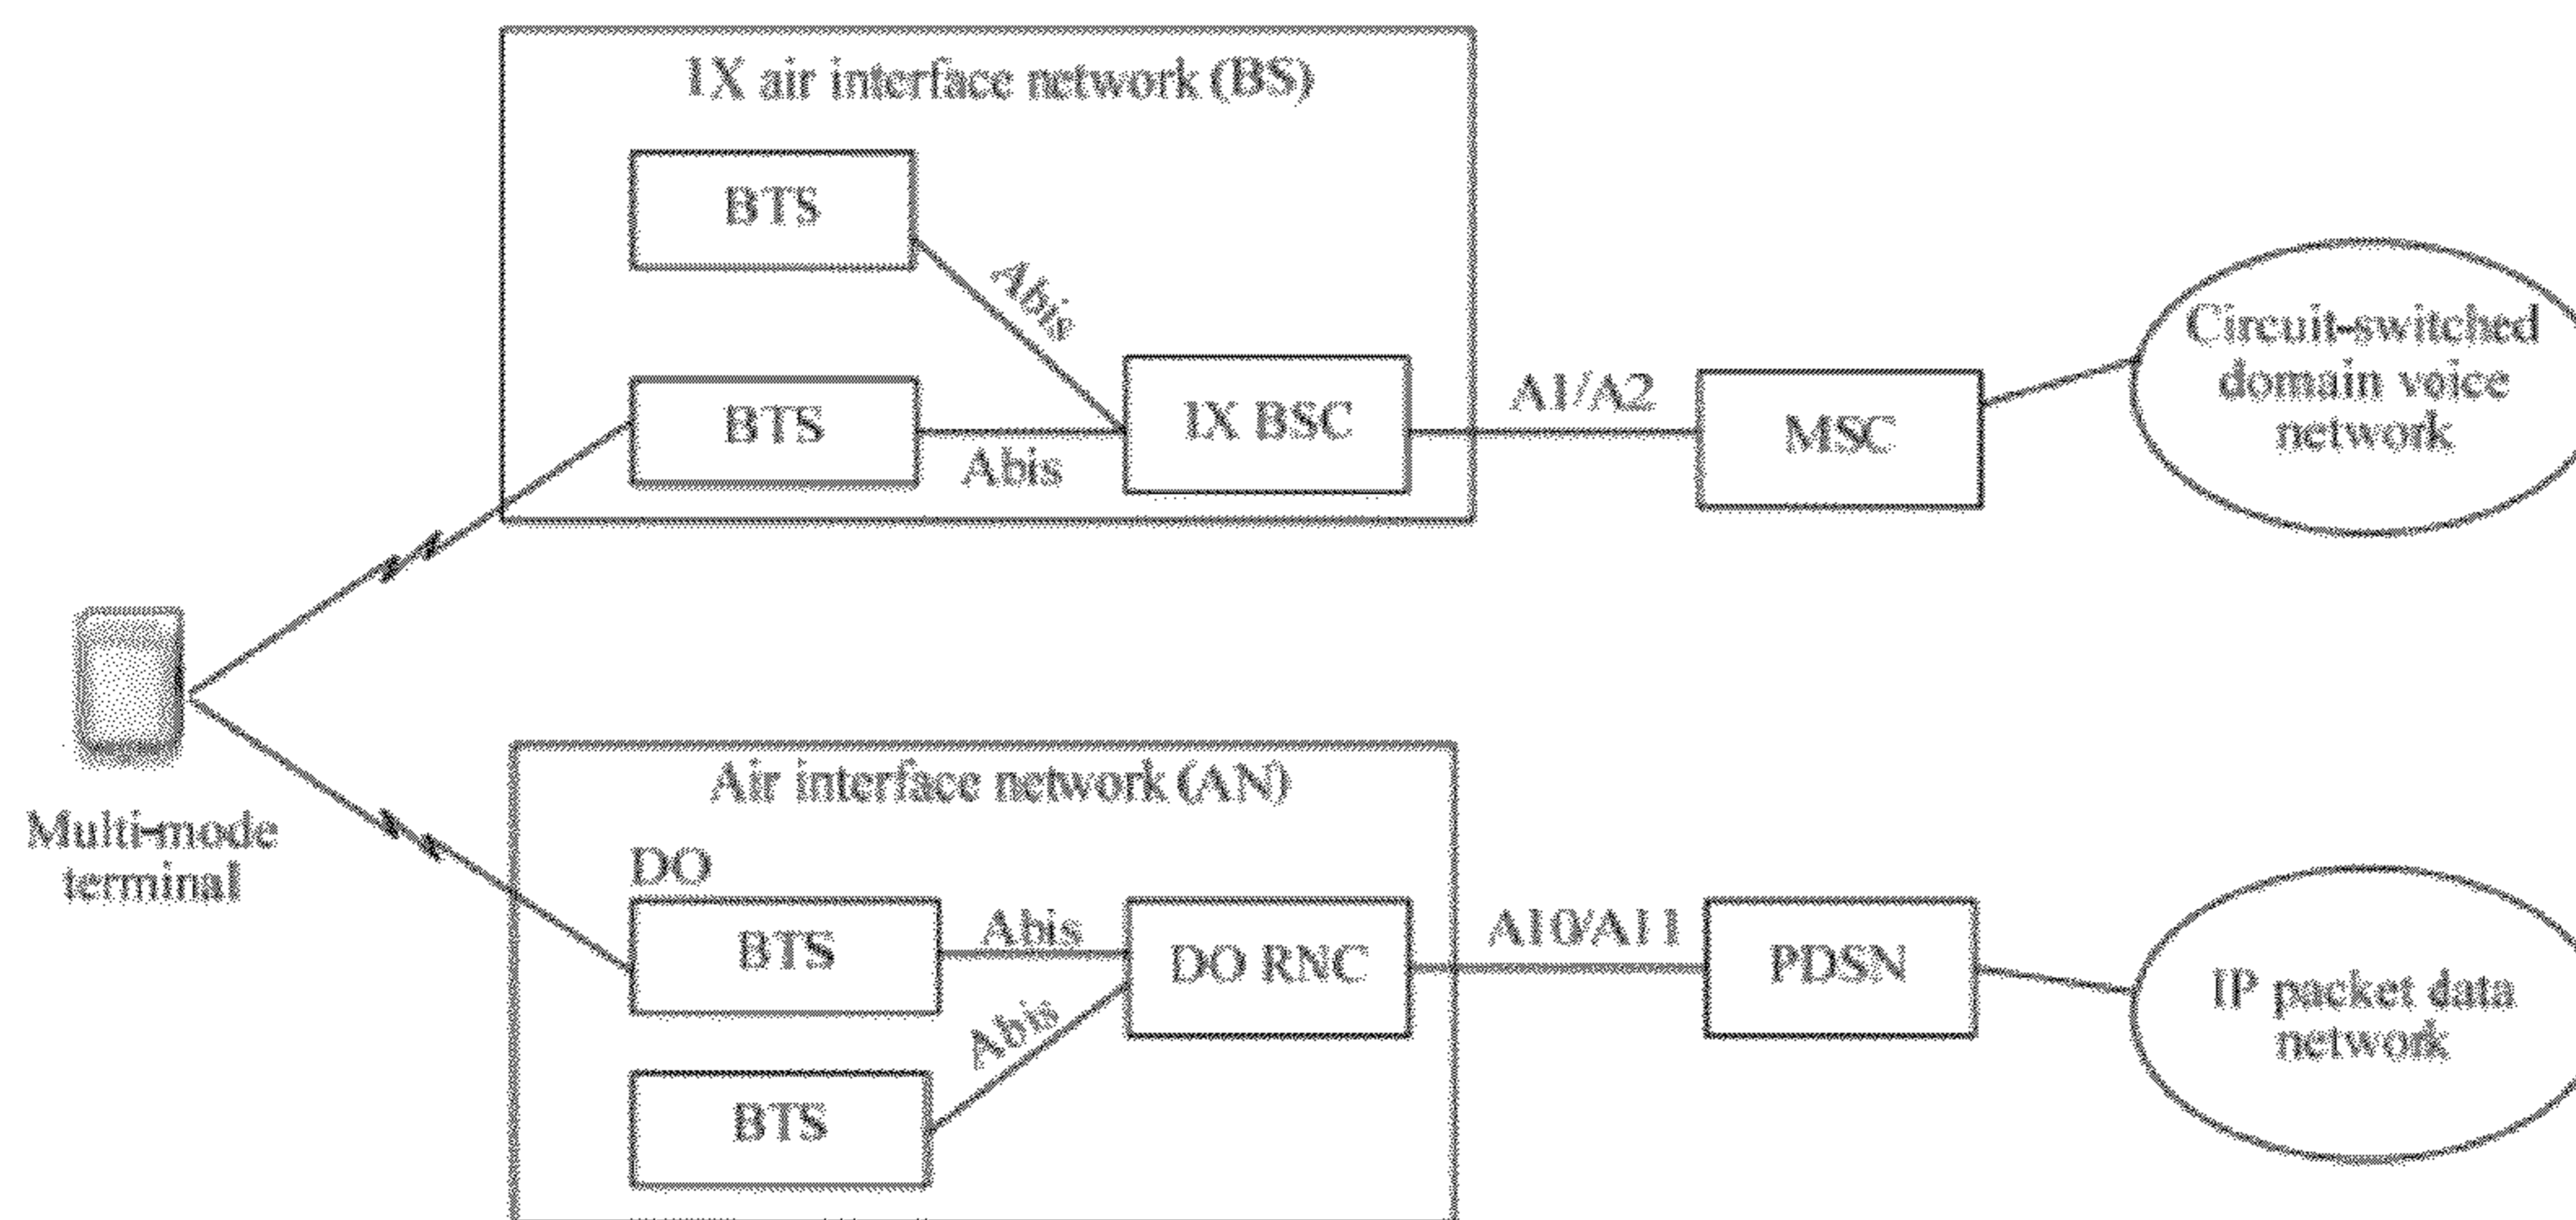 1X air interface network (BS)
BTS
Abis
BTS
Abis
1X BSC
A1/A2
MSC
Circuit-switched
domain voice
network
Multi-mode
terminal
Air interface network (AN)
DO
BTS
Abis
DO RNC
A10/A11
PDSN
IP packet data
network
Abis
BTS